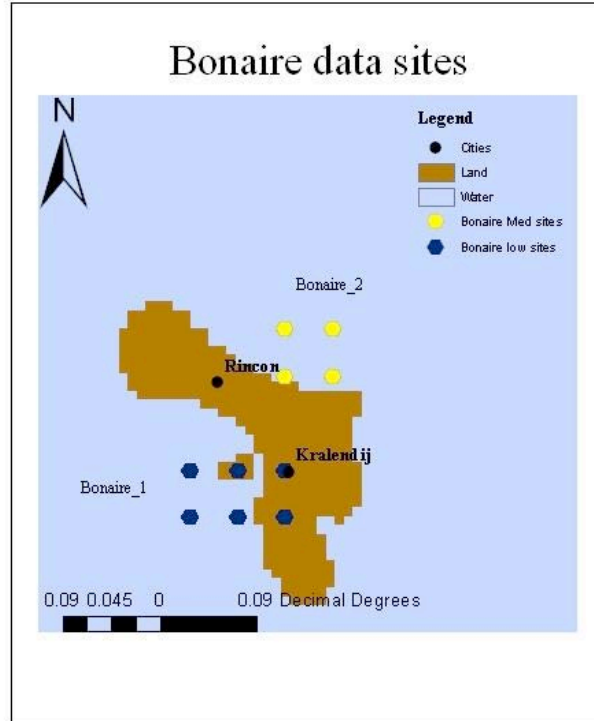 Bonaire data sites
N
Legend
Cities
Land
Water
Bonaire Med sites
Bonaire low sites
Bonaire_2
Rincon
Kralendij
Bonaire_1
0.09 0.045 0 0.09 Decimal Degrees